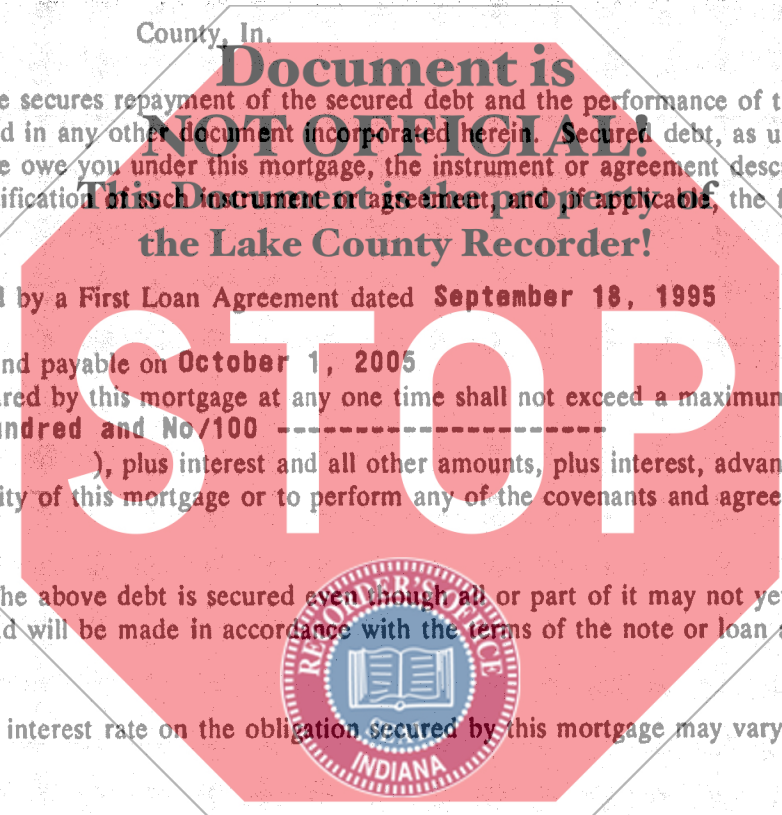 County, In.
Document is
e secures repayment of the secured debt and the performance of t
NOT OFFICIAL!
d in any other document incorporated herein. Secured debt, as u
e owe you under this mortgage, the instrument or agreement desc
This Document is the property of
ification of such instrument or agreement, and if applicable, the f
the Lake County Recorder!
l by a First Loan Agreement dated September 18, 1995
STOP
nd payable on October 1, 2005
red by this mortgage at any one time shall not exceed a maximum
undred and No/100 ----------------------
), plus interest and all other amounts, plus interest, advan
ity of this mortgage or to perform any of the covenants and agree
he above debt is secured even though all or part of it may not ye
d will be made in accordance with the terms of the note or loan a
RECORDER'S OFFICE
SEAL
interest rate on the obligation secured by this mortgage may vary
INDIANA